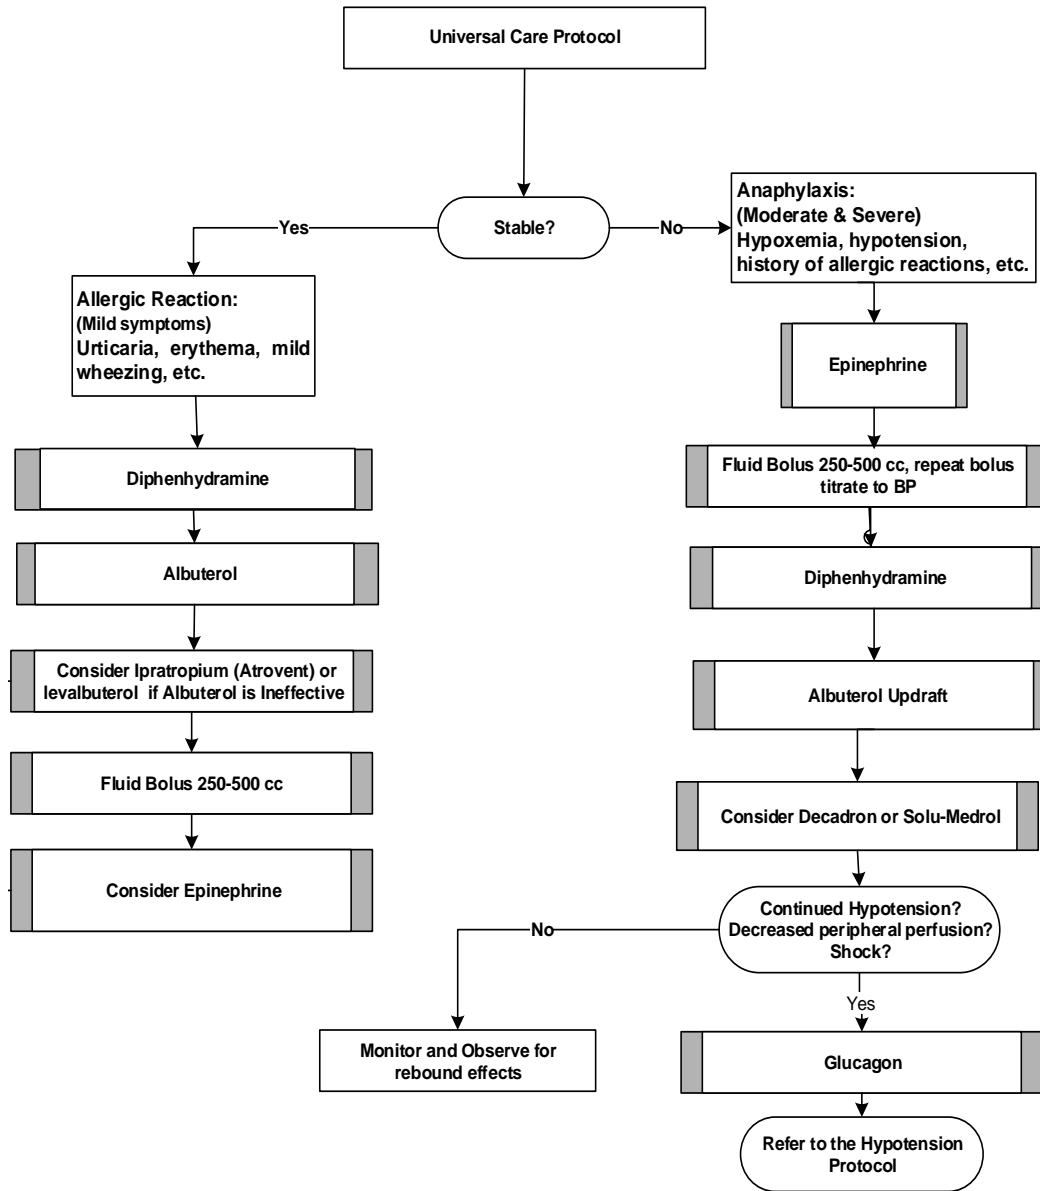 Universal Care Protocol
Stable?
Yes
No
Anaphylaxis:
(Moderate & Severe)
Hypoxemia, hypotension,
history of allergic reactions, etc.
Allergic Reaction:
(Mild symptoms)
Urticaria, erythema, mild
wheezing, etc.
Diphenhydramine
Albuterol
Consider Ipratropium (Atrovent) or
levalbuterol if Albuterol is Ineffective
Fluid Bolus 250-500 cc
Consider Epinephrine
Epinephrine
Fluid Bolus 250-500 cc, repeat bolus
titrate to BP
Diphenhydramine
Albuterol Updraft
Consider Decadron or Solu-Medrol
Continued Hypotension?
Decreased peripheral perfusion?
Shock?
No
Monitor and Observe for
rebound effects
Yes
Glucagon
Refer to the Hypotension
Protocol